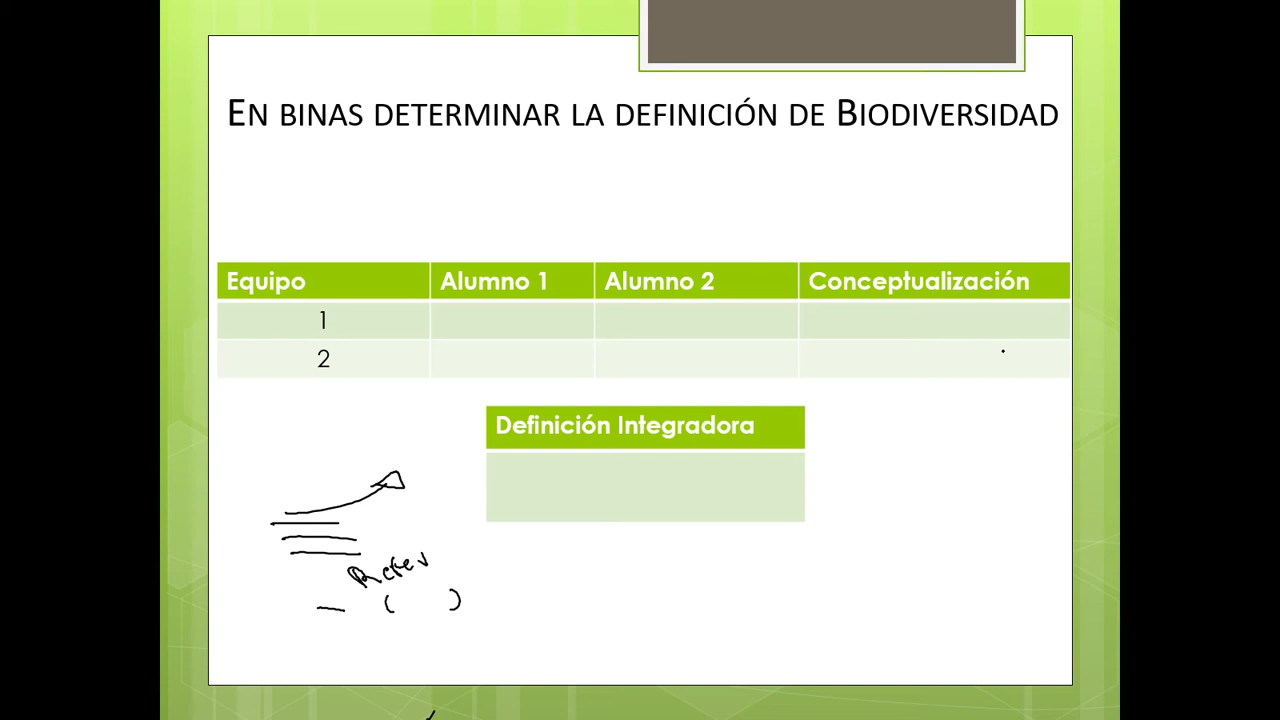 En binas determinar la definición de Biodiversidad
Equipo Alumno 1 Alumno 2 Conceptualización
1
2
Definición Integradora
( )